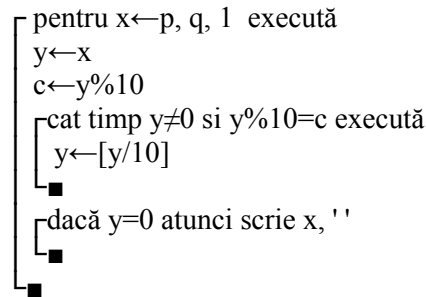 pentru x←p, q, 1 execută
y←x
c←y%10
cat timp y≠0 si y%10=c execută
y←[y/10]
■
dacă y=0 atunci scrie x, ' '
■
■